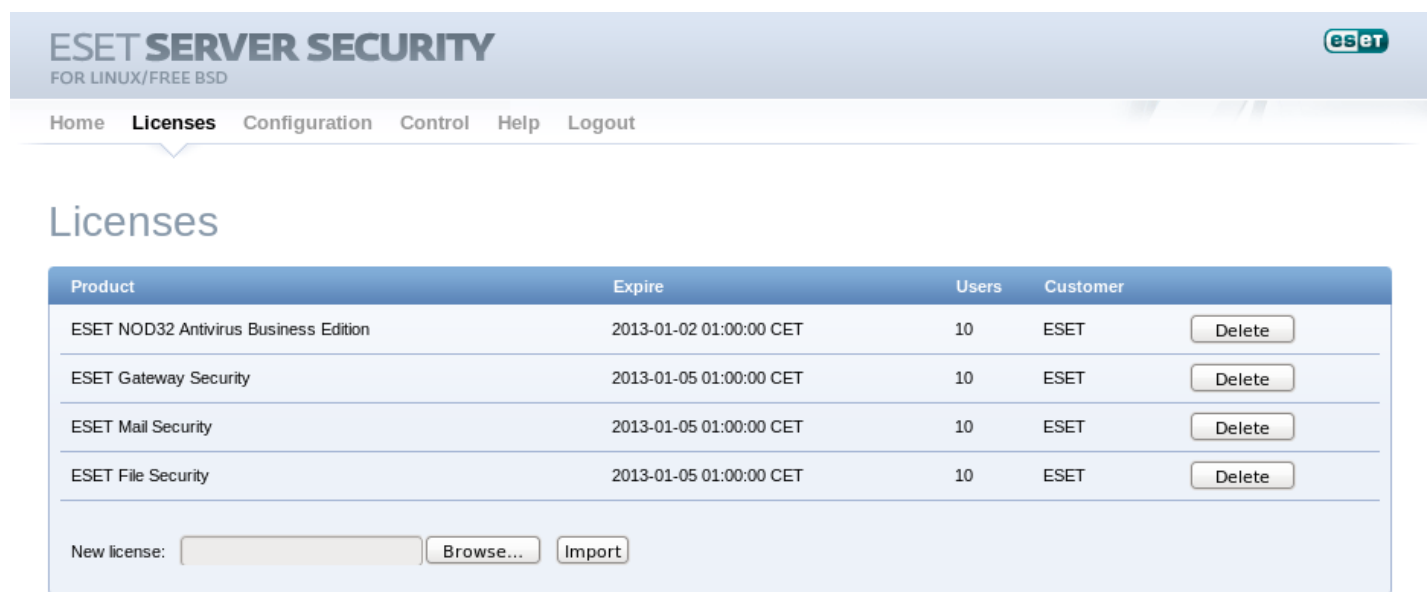 ESET SERVER SECURITY
eseT
FOR LINUX/FREE BSD
Home Licenses Configuration Control Help Logout
Licenses
Product Expire Users Customer
ESET NOD32 Antivirus Business Edition 2013-01-02 01:00:00 CET 10 ESET Delete
ESET Gateway Security 2013-01-05 01:00:00 CET 10 ESET Delete
ESET Mail Security 2013-01-05 01:00:00 CET 10 ESET Delete
ESET File Security 2013-01-05 01:00:00 CET 10 ESET Delete
New license: Browse... Import